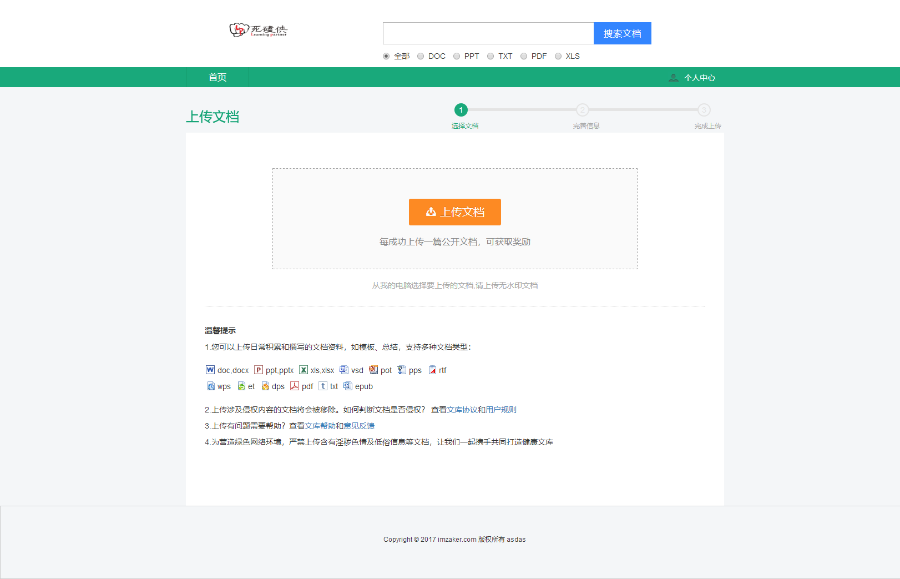 无碰族
搜索文档
全部 DOC PPT TXT PDF XLS
首页
个人中心
上传文档
1 2 3
选择文档 完善信息 完成上传
上传文档
每成功上传一篇公开文档，可获取奖励
从我的电脑选择要上传的文档,请上传无水印文档
温馨提示
1.您可以上传日常积累和撰写的文档资料，如模板、总结，支持多种文档类型：
doc,docx ppt,pptx xls,xlsx vsd pot pps rtf
wps et dps pdf txt epub
2.上传涉及侵权内容的文档将会被移除。如何判断文档是否侵权？ 查看文库协议和用户规则
3.上传有问题需要帮助？查看文库帮助和意见反馈
4.为营造绿色网络环境，严禁上传含有淫秽色情及低俗信息等文档，让我们一起携手共同打造健康文库
Copyright © 2017 imzaker.com 版权所有 asdas